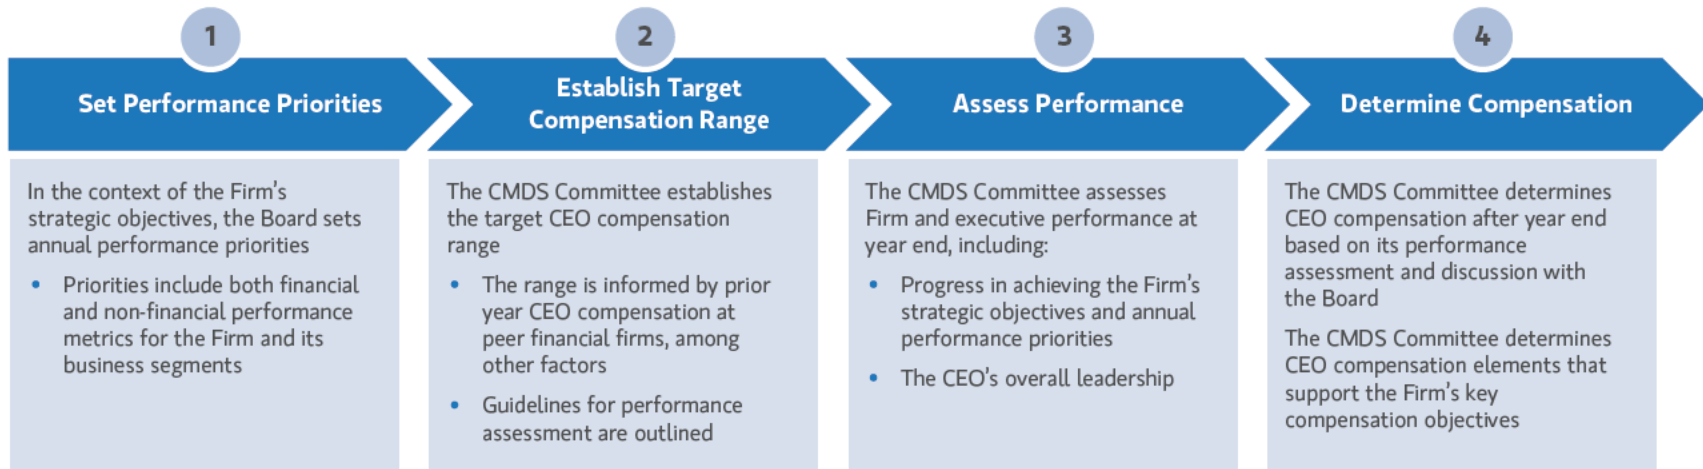 1
Set Performance Priorities
In the context of the Firm's
strategic objectives, the Board sets
annual performance priorities
• Priorities include both financial
and non-financial performance
metrics for the Firm and its
business segments
2
Establish Target
Compensation Range
The CMDS Committee establishes
the target CEO compensation
range
• The range is informed by prior
year CEO compensation at
peer financial firms, among
other factors
• Guidelines for performance
assessment are outlined
3
Assess Performance
The CMDS Committee assesses
Firm and executive performance at
year end, including:
• Progress in achieving the Firm's
strategic objectives and annual
performance priorities
• The CEO's overall leadership
4
Determine Compensation
The CMDS Committee determines
CEO compensation after year end
based on its performance
assessment and discussion with
the Board
The CMDS Committee determines
CEO compensation elements that
support the Firm's key
compensation objectives